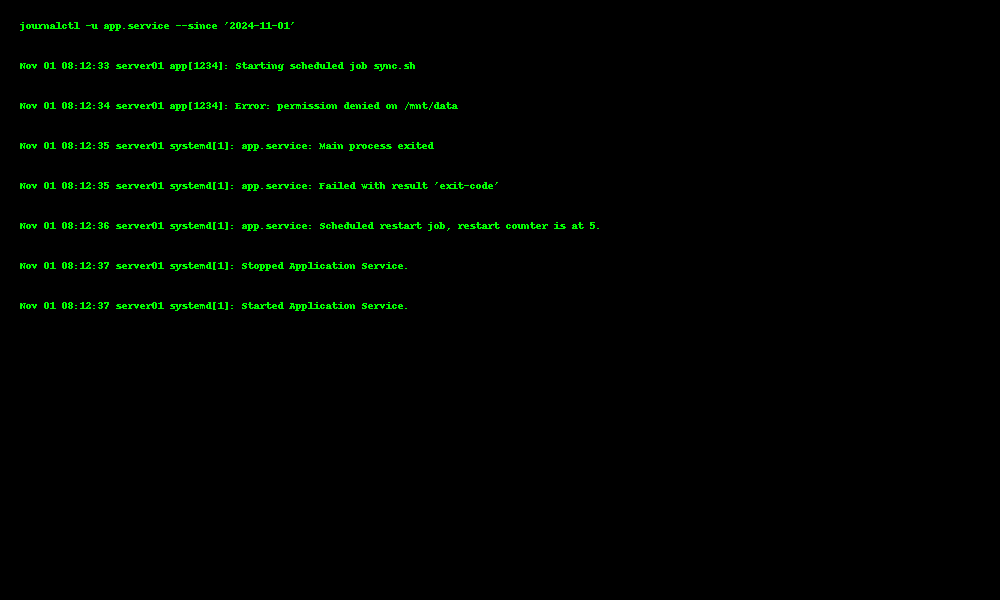 journalctl -u app.service --since '2024-11-01'
Nov 01 08:12:33 server01 app[1234]: Starting scheduled job sync.sh
Nov 01 08:12:34 server01 app[1234]: Error: permission denied on /mnt/data
Nov 01 08:12:35 server01 systemd[1]: app.service: Main process exited
Nov 01 08:12:35 server01 systemd[1]: app.service: Failed with result 'exit-code'
Nov 01 08:12:36 server01 systemd[1]: app.service: Scheduled restart job, restart counter is at 5.
Nov 01 08:12:37 server01 systemd[1]: Stopped Application Service.
Nov 01 08:12:37 server01 systemd[1]: Started Application Service.